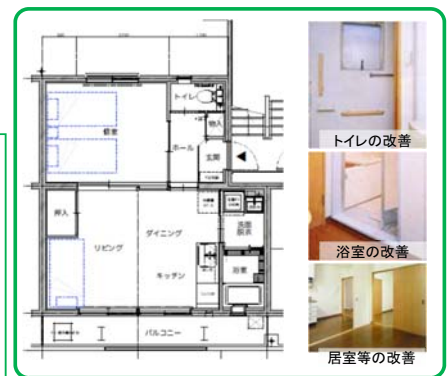 トイレ
物入
個室
ホール
玄関
押入
リビング
ダイニング
キッチン
洗面
脱衣
浴室
バルコニー
トイレの改善
浴室の改善
居室等の改善